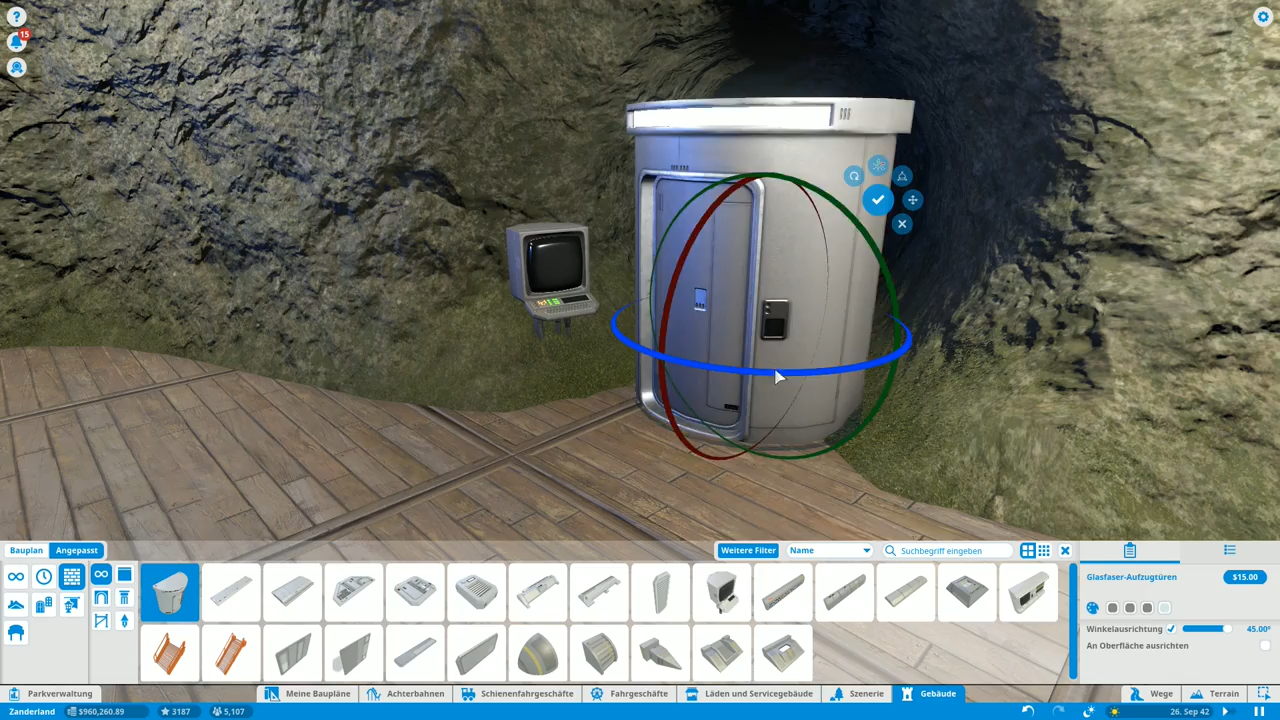 ?
15
Bauplan
Angepasst
Weitere Filter
Name
Suchbegriff eingeben
Glasfaser-Aufzugtüren
$15.00
Winkelausrichtung
45.00°
An Oberfläche ausrichten
Parkverwaltung
Meine Baupläne
Achterbahnen
Schienenfahrgeschäfte
Fahrgeschäfte
Läden und Servicegebäude
Szenerie
Gebäude
Wege
Terrain
Zanderland
$960,260.89
3187
5,107
26. Sep 42